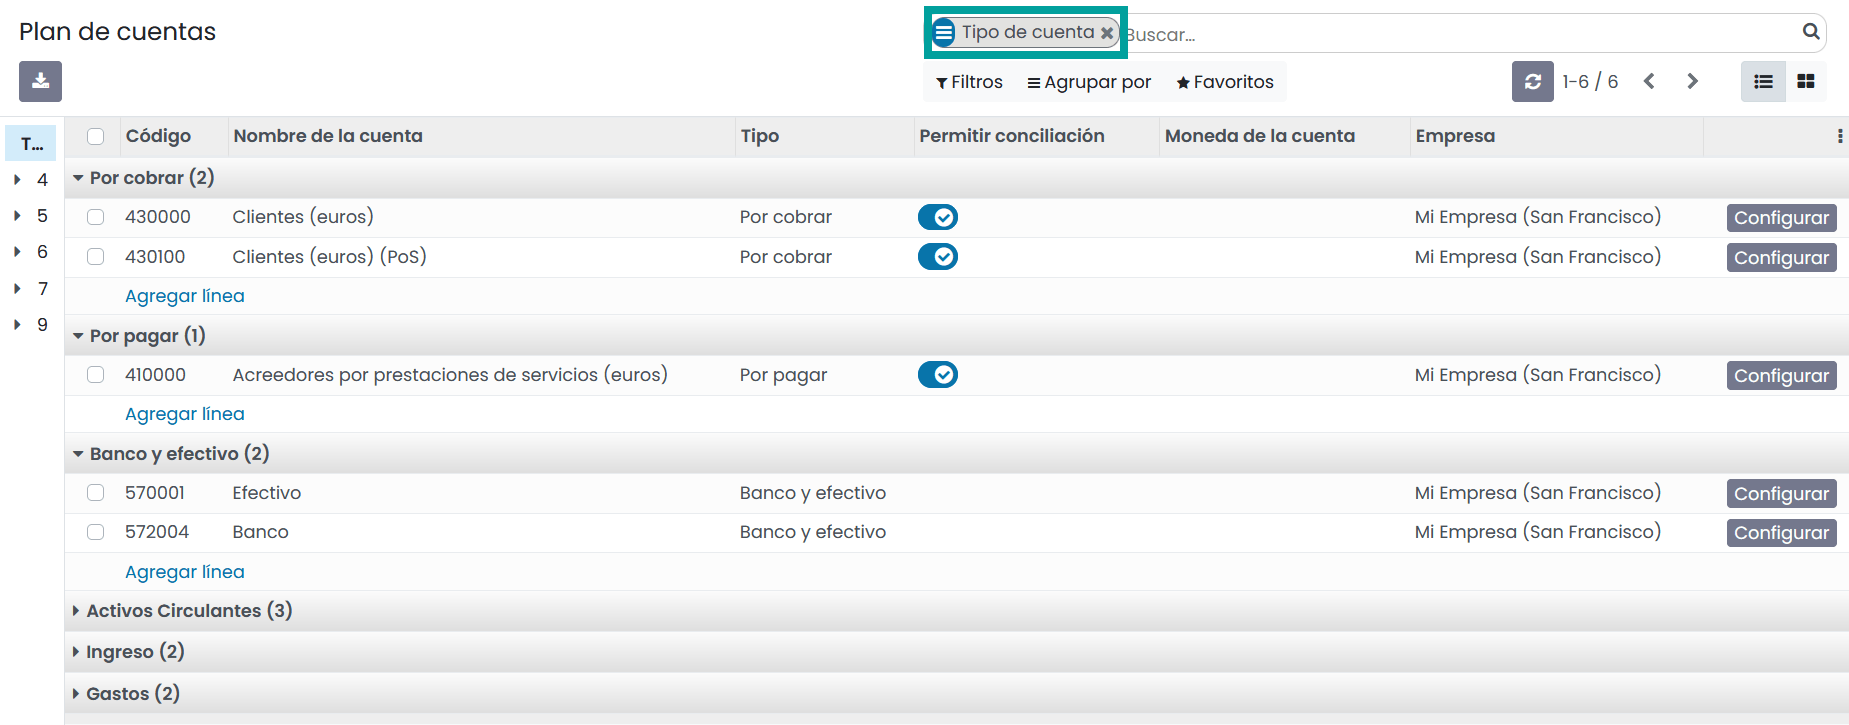 Plan de cuentas
Tipo de cuenta Buscar...
Filtros Agrupar por Favoritos 1-6 / 6
T... Código Nombre de la cuenta Tipo Permitir conciliación Moneda de la cuenta Empresa
4
5
6
7
9
Por cobrar (2)
430000 Clientes (euros) Por cobrar Mi Empresa (San Francisco) Configurar
430100 Clientes (euros) (PoS) Por cobrar Mi Empresa (San Francisco) Configurar
Agregar línea
Por pagar (1)
410000 Acreedores por prestaciones de servicios (euros) Por pagar Mi Empresa (San Francisco) Configurar
Agregar línea
Banco y efectivo (2)
570001 Efectivo Banco y efectivo Mi Empresa (San Francisco) Configurar
572004 Banco Banco y efectivo Mi Empresa (San Francisco) Configurar
Agregar línea
Activos Circulantes (3)
Ingreso (2)
Gastos (2)